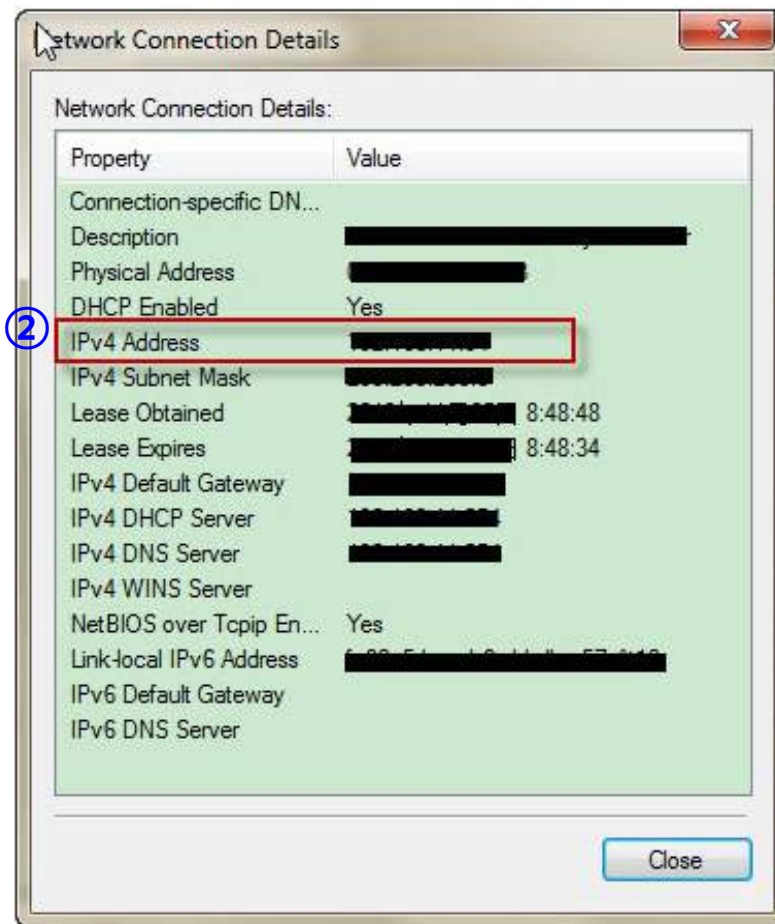 etwork Connection Details
Network Connection Details:
Property Value
Connection-specific DN...
Description
Physical Address
DHCP Enabled Yes
②
IPv4 Address
IPv4 Subnet Mask
Lease Obtained 8:48:48
Lease Expires 8:48:34
IPv4 Default Gateway
IPv4 DHCP Server
IPv4 DNS Server
IPv4 WINS Server
NetBIOS over Tcpip En... Yes
Link-local IPv6 Address
IPv6 Default Gateway
IPv6 DNS Server
Close